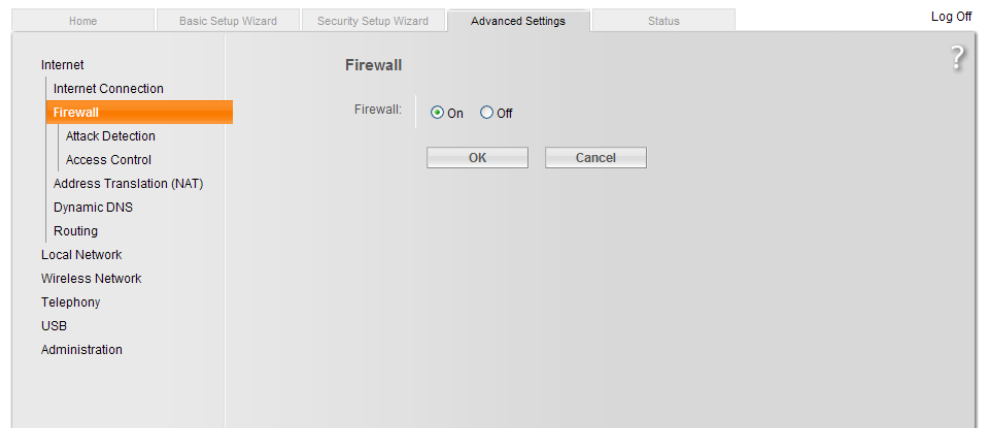 Home Basic Setup Wizard Security Setup Wizard Advanced Settings Status Log Off
?
Internet
Internet Connection
Firewall
Attack Detection
Access Control
Address Translation (NAT)
Dynamic DNS
Routing
Local Network
Wireless Network
Telephony
USB
Administration
Firewall
Firewall: On Off
OK Cancel